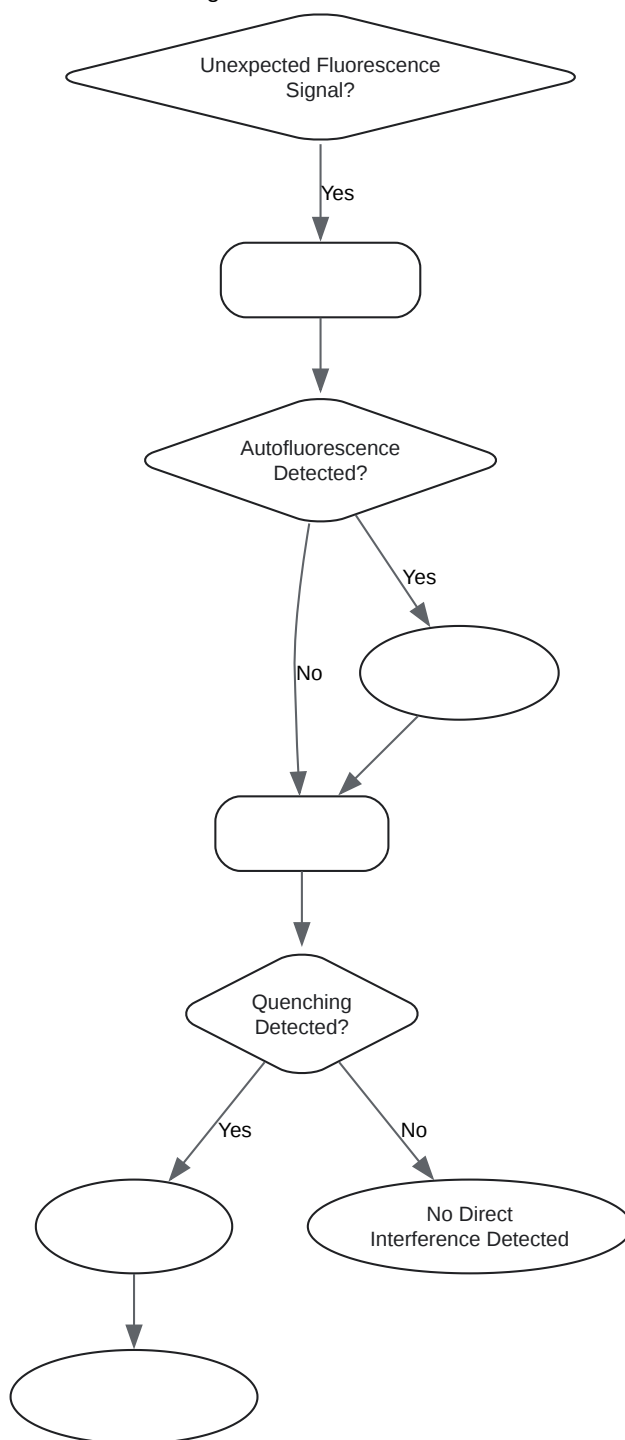 Unexpected Fluorescence
Signal?
Yes
Autofluorescence
Detected?
Yes
No
Quenching
Detected?
Yes
No
No Direct
Interference Detected